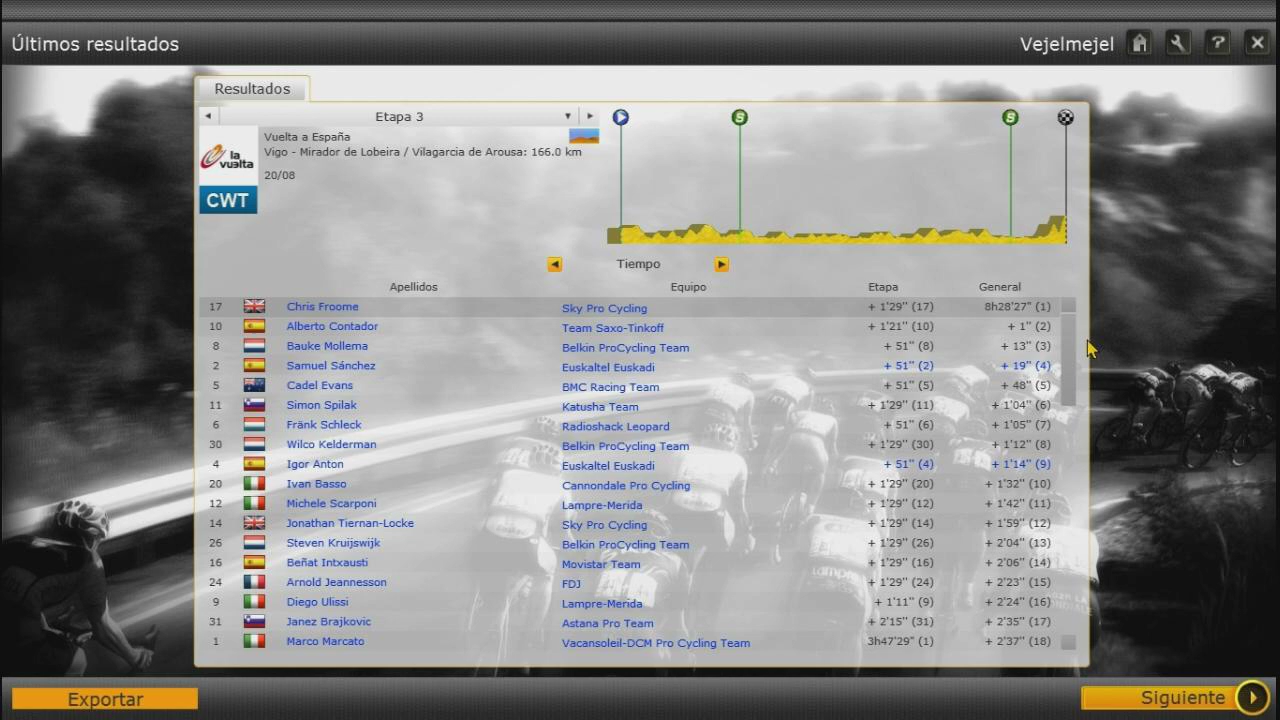 Últimos resultados
Vejelmejel
Resultados
Etapa 3
la vuelta
CWT
Vuelta a España
Vigo - Mirador de Lobeira / Vilagarcia de Arousa: 166.0 km
20/08
S S
Tiempo
Apellidos Equipo Etapa General
17 Chris Froome Sky Pro Cycling + 1'29'' (17) 8h28'27'' (1)
10 Alberto Contador Team Saxo-Tinkoff + 1'21'' (10) + 1'' (2)
8 Bauke Mollema Belkin ProCycling Team + 51'' (8) + 13'' (3)
2 Samuel Sánchez Euskaltel Euskadi + 51'' (2) + 19'' (4)
5 Cadel Evans BMC Racing Team + 51'' (5) + 48'' (5)
11 Simon Spilak Katusha Team + 1'29'' (11) + 1'04'' (6)
6 Fränk Schleck Radioshack Leopard + 51'' (6) + 1'05'' (7)
30 Wilco Kelderman Belkin ProCycling Team + 1'29'' (30) + 1'12'' (8)
4 Igor Anton Euskaltel Euskadi + 51'' (4) + 1'14'' (9)
20 Ivan Basso Cannondale Pro Cycling + 1'29'' (20) + 1'32'' (10)
12 Michele Scarponi Lampre-Merida + 1'29'' (12) + 1'42'' (11)
14 Jonathan Tiernan-Locke Sky Pro Cycling + 1'29'' (14) + 1'59'' (12)
26 Steven Kruijswijk Belkin ProCycling Team + 1'29'' (26) + 2'04'' (13)
16 Beñat Intxausti Movistar Team + 1'29'' (16) + 2'06'' (14)
24 Arnold Jeannesson FDJ + 1'29'' (24) + 2'23'' (15)
9 Diego Ulissi Lampre-Merida + 1'11'' (9) + 2'24'' (16)
31 Janez Brajkovic Astana Pro Team + 2'15'' (31) + 2'35'' (17)
1 Marco Marcato Vacansoleil-DCM Pro Cycling Team 3h47'29'' (1) + 2'37'' (18)
Exportar
Siguiente